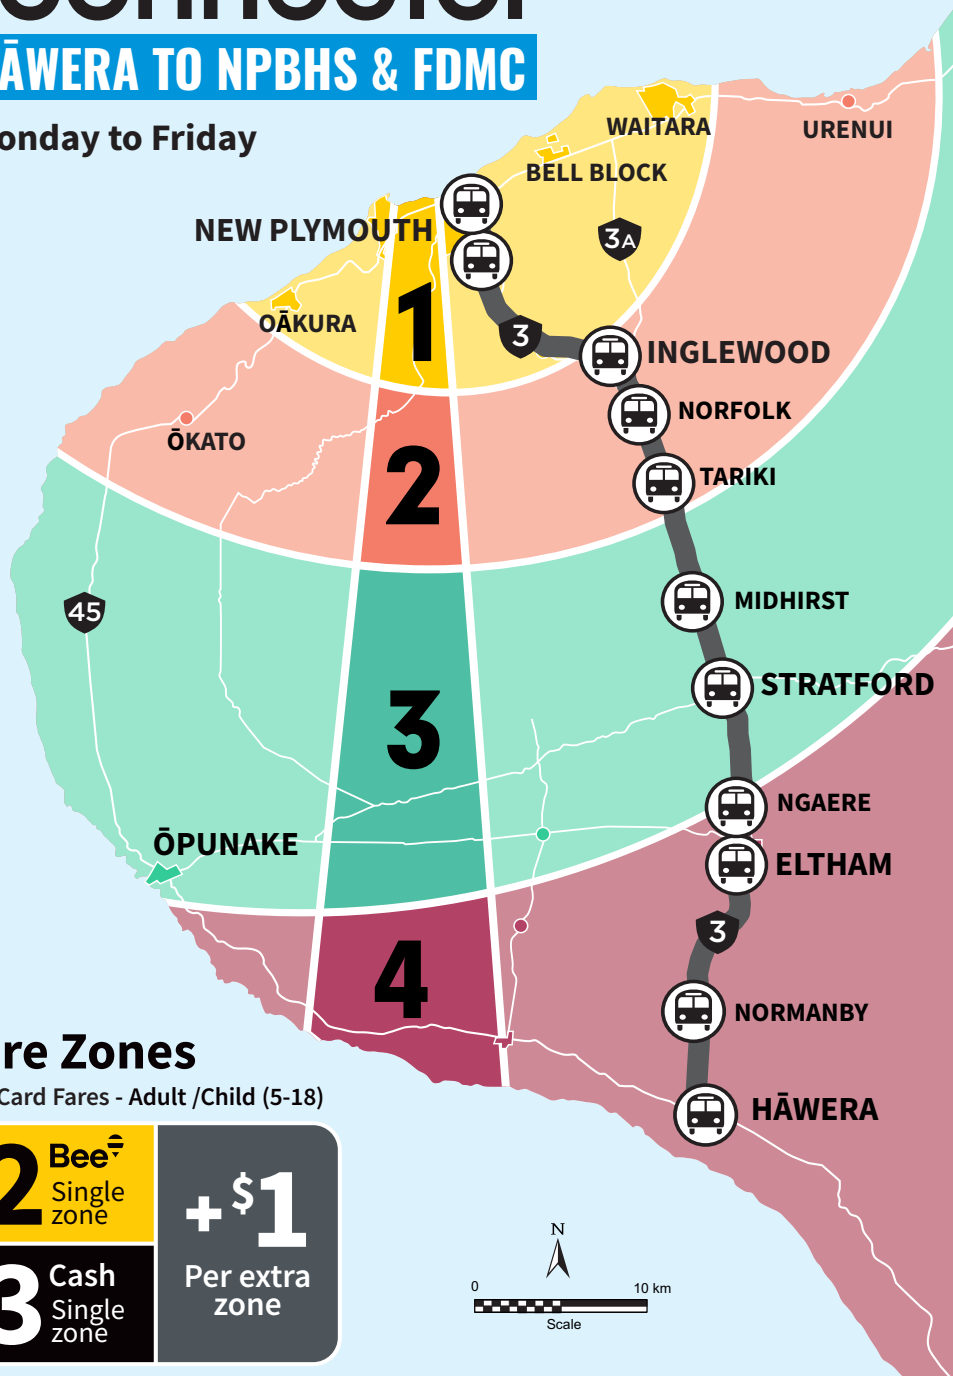 ĀWERA TO NPBHS & FDMC
onday to Friday
WAITARA
URENUI
BELL BLOCK
NEW PLYMOUTH
3A
1
OĀKURA
3
INGLEWOOD
NORFOLK
ŌKATO
2
TARIKI
45
MIDHIRST
STRATFORD
3
NGAERE
ŌPUNAKE
ELTHAM
3
4
NORMANBY
HĀWERA
re Zones
Card Fares - Adult /Child (5-18)
2 Bee
Single
zone
+$1
Per extra
zone
3 Cash
Single
zone
N
0 10 km
Scale